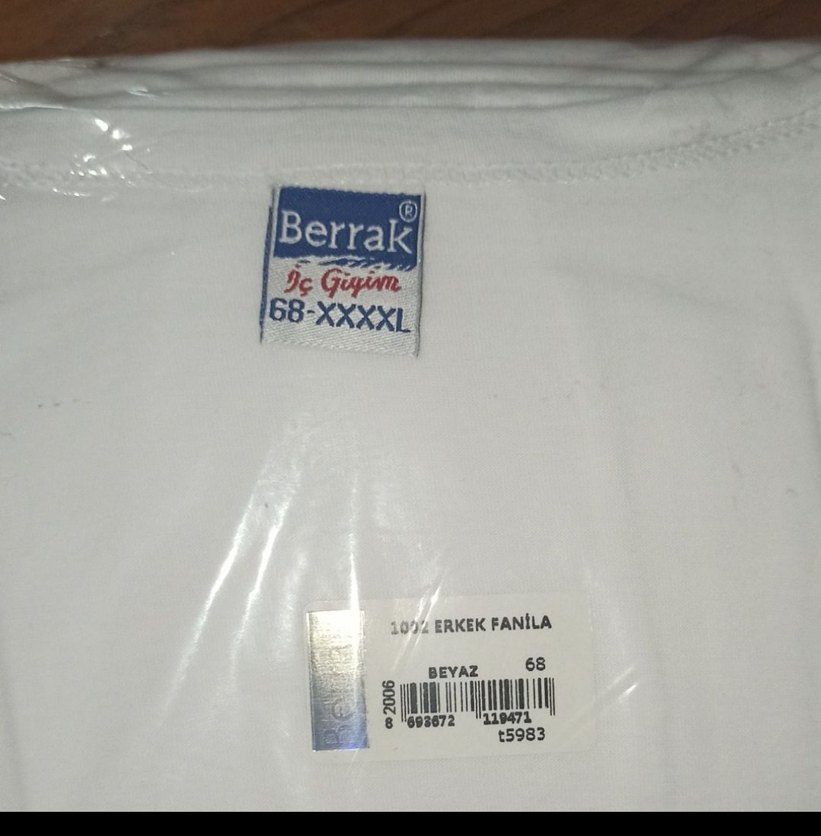 Berrak®
İç Giyim
68-XXXXL
1002 ERKEK FANİLA
BEYAZ 68
2006
8 693672 119471
t5983